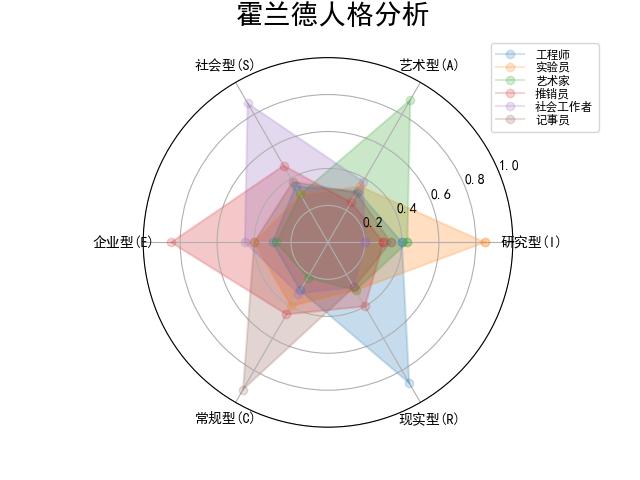 霍兰德人格分析
工程师
实验员
艺术家
推销员
社会工作者
记事员
社会型(S)
艺术型(A)
1.0
0.8
0.6
0.4
0.2
企业型(E)
研究型(I)
常规型(C)
现实型(R)